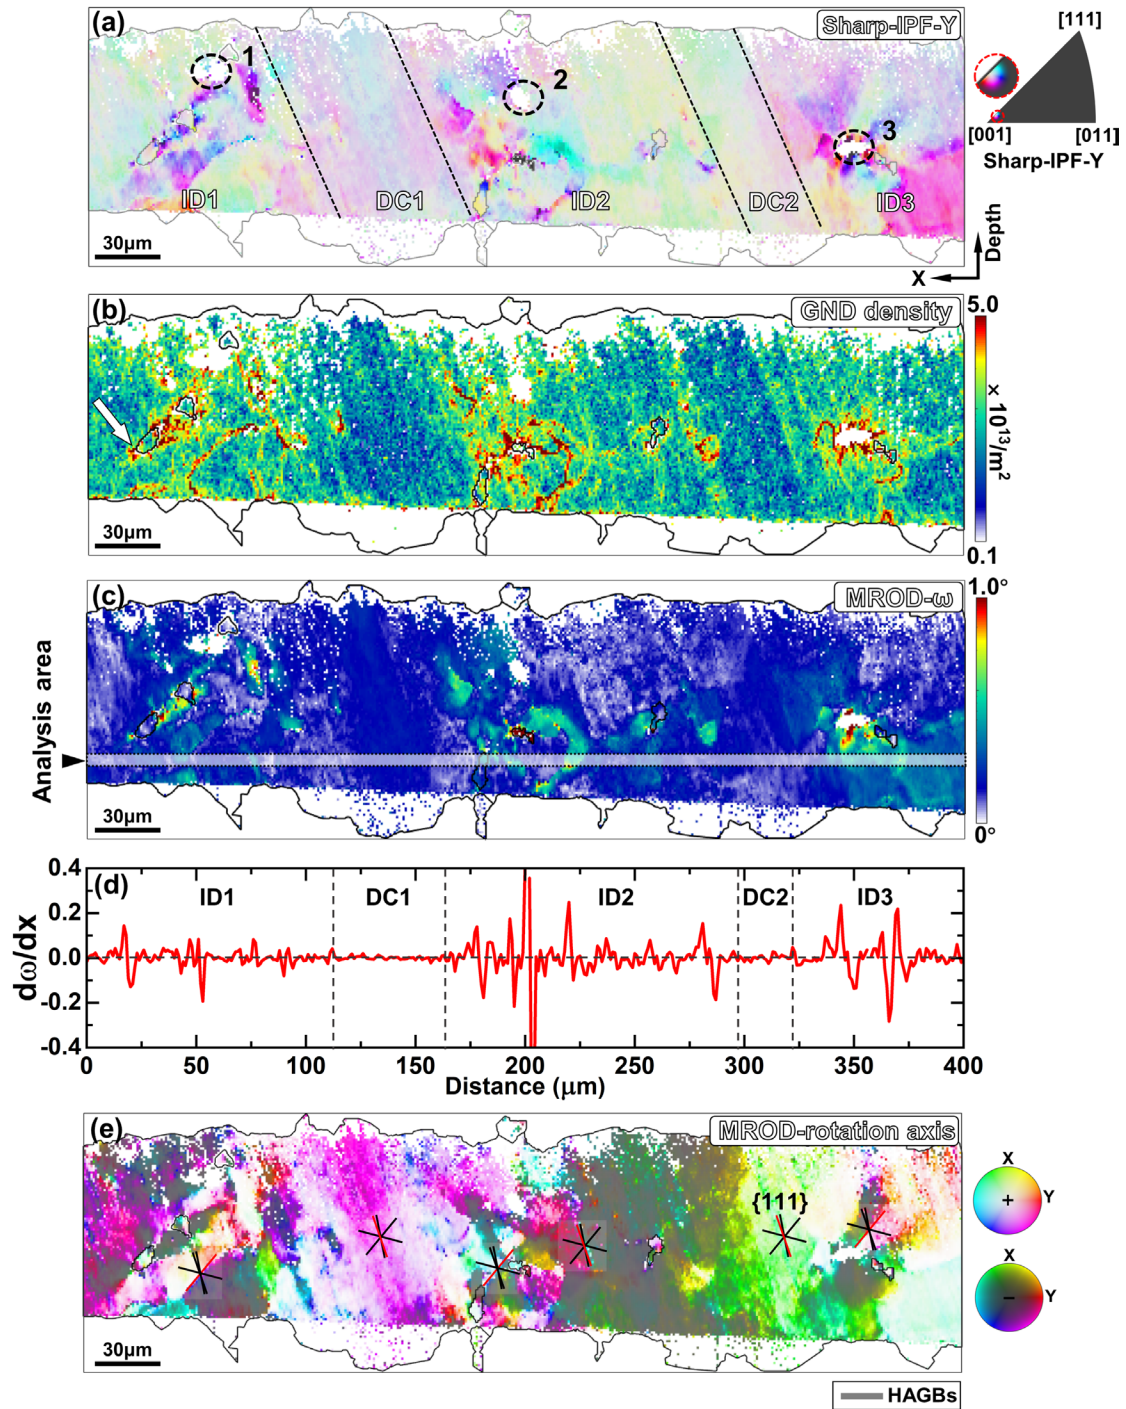 (a)
Sharp-IPF-Y
1
2
3
ID1
DC1
ID2
DC2
ID3
30μm
[111]
[001]
[011]
Sharp-IPF-Y
Depth
X
(b)
GND density
5.0
× 10¹³/m²
0.1
30μm
(c)
MROD-ω
1.0°
0°
Analysis area
30μm
(d)
ID1
DC1
ID2
DC2
ID3
0.4
0.2
0.0
-0.2
-0.4
dω/dx
0
50
100
150
200
250
300
350
400
Distance (μm)
(e)
MROD-rotation axis
{111}
30μm
X
+
Y
X
−
Y
HAGBs